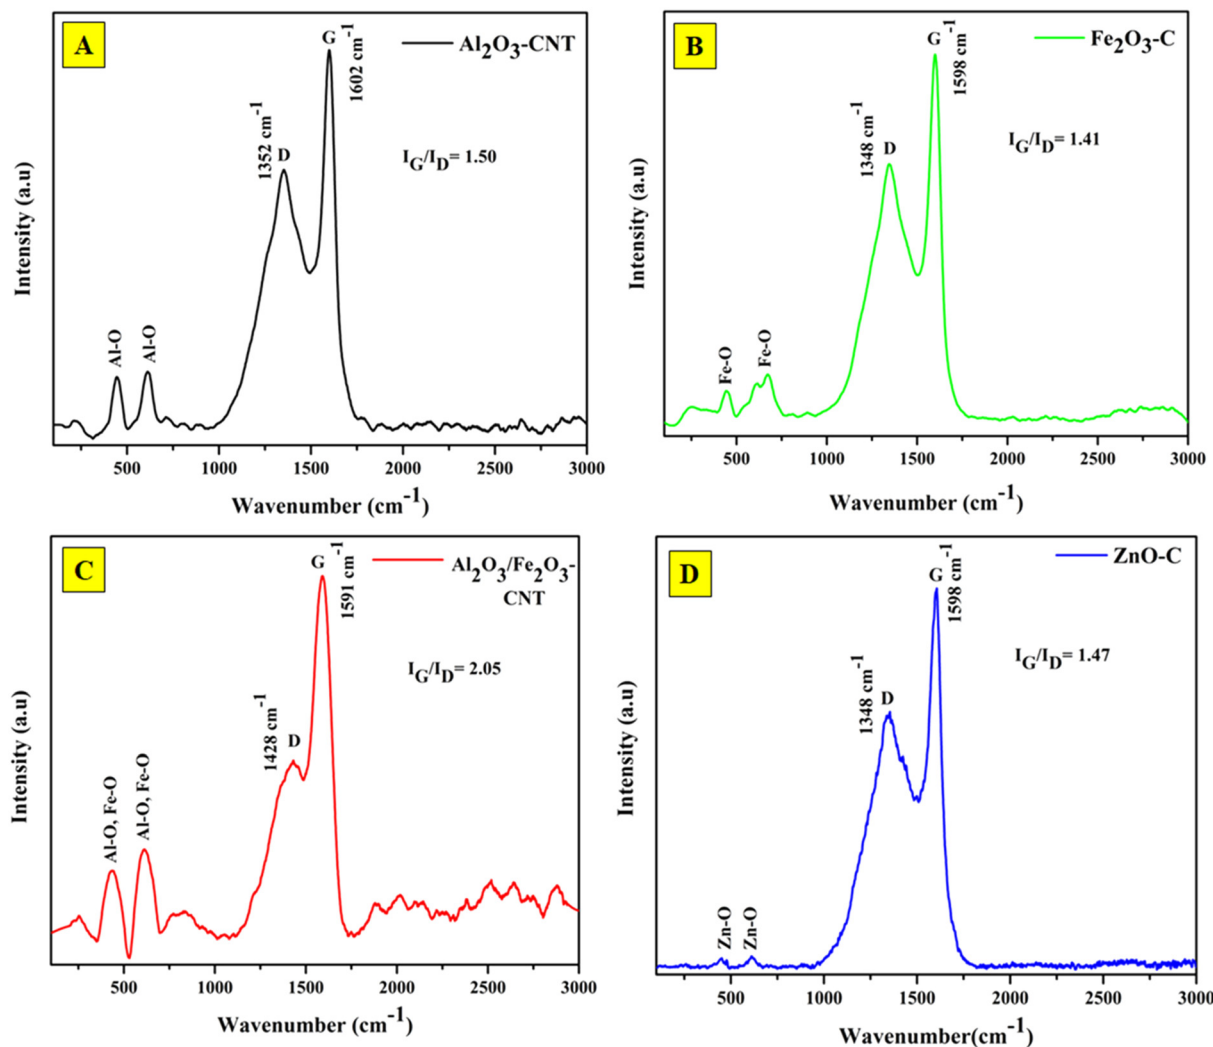 A
G
1602 cm-1
Al2O3-CNT
1352 cm-1
D
IG/ID= 1.50
Al-O
Al-O
Intensity (a.u)
500 1000 1500 2000 2500 3000
Wavenumber (cm-1)
B
G
1598 cm-1
Fe2O3-C
1348 cm-1
D
IG/ID= 1.41
Fe-O
Fe-O
Intensity (a.u)
500 1000 1500 2000 2500 3000
Wavenumber (cm-1)
C
G
1591 cm-1
Al2O3/Fe2O3-
CNT
IG/ID= 2.05
1428 cm-1
D
Al-O, Fe-O
Al-O, Fe-O
Intensity (a.u)
500 1000 1500 2000 2500 3000
Wavenumber (cm-1)
D
G
1598 cm-1
ZnO-C
IG/ID= 1.47
1348 cm-1
D
Zn-O
Zn-O
Intensity (a.u)
500 1000 1500 2000 2500 3000
Wavenumber(cm-1)